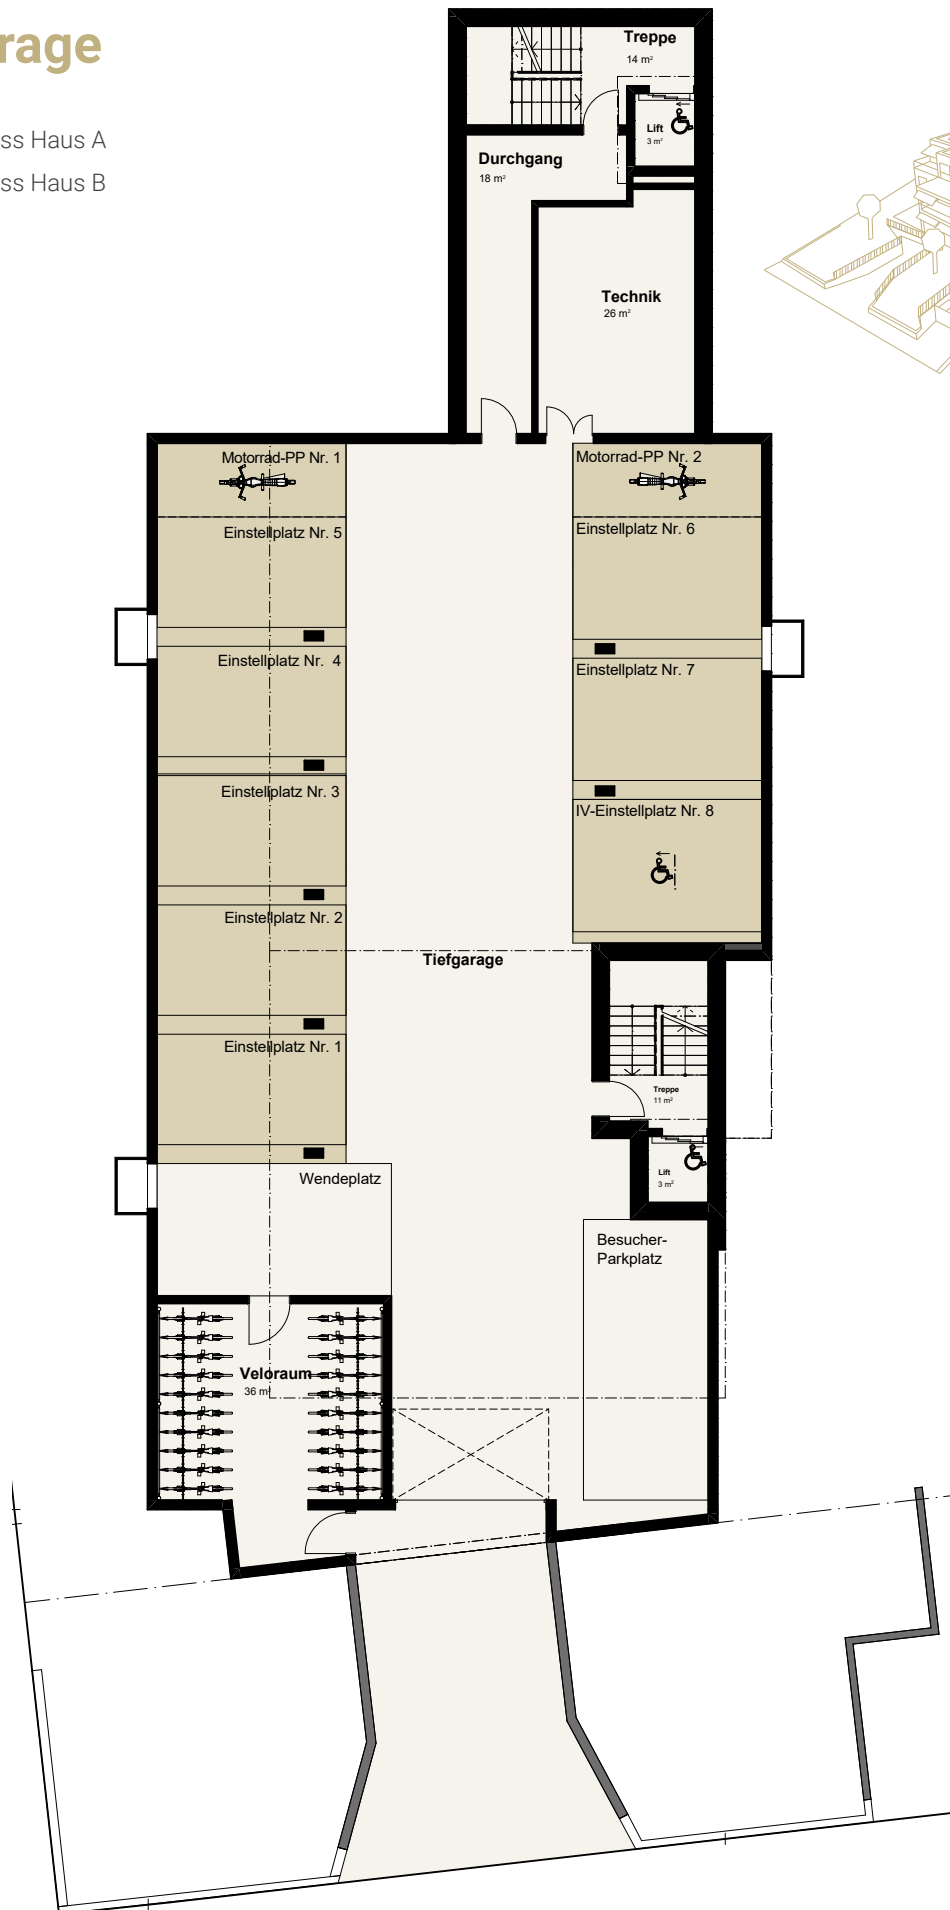 rage
ss Haus A
ss Haus B
Treppe
14 m²
Lift
3 m²
Durchgang
18 m²
Technik
26 m²
Motorrad-PP Nr. 1
Motorrad-PP Nr. 2
Einstellplatz Nr. 5
Einstellplatz Nr. 6
Einstellplatz Nr. 4
Einstellplatz Nr. 7
Einstellplatz Nr. 3
IV-Einstellplatz Nr. 8
Einstellplatz Nr. 2
Tiefgarage
Einstellplatz Nr. 1
Treppe
11 m²
Lift
3 m²
Wendeplatz
Besucher-
Parkplatz
Veloraum
36 m²